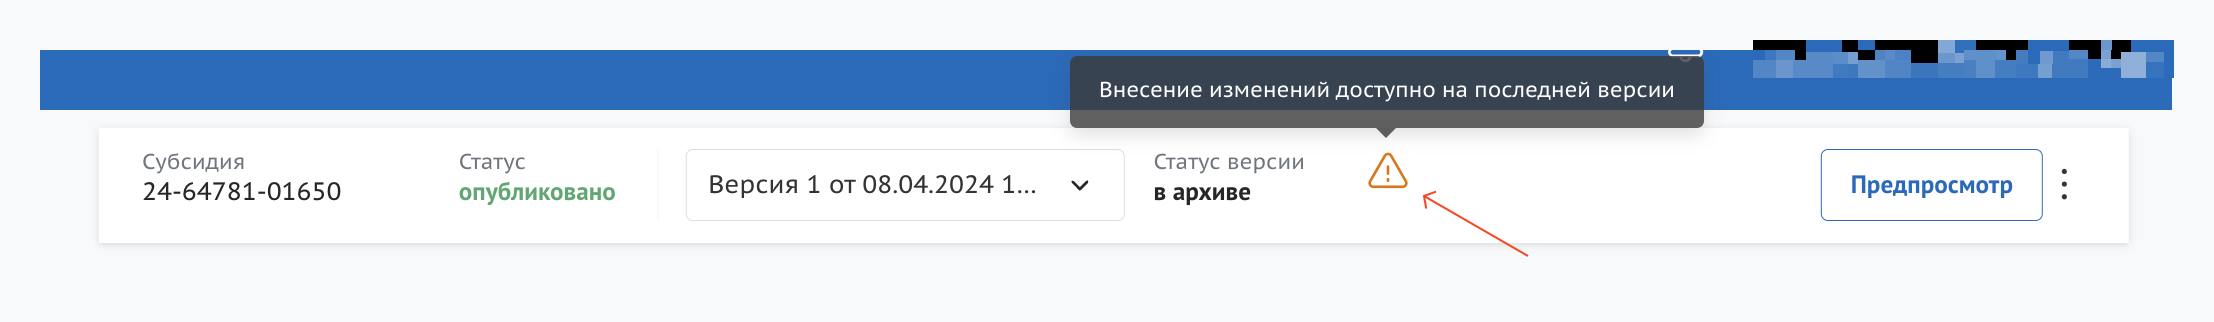 Внесение изменений доступно на последней версии
Субсидия
24-64781-01650
Статус
опубликовано
Версия 1 от 08.04.2024 1...
Статус версии
в архиве
Предпросмотр